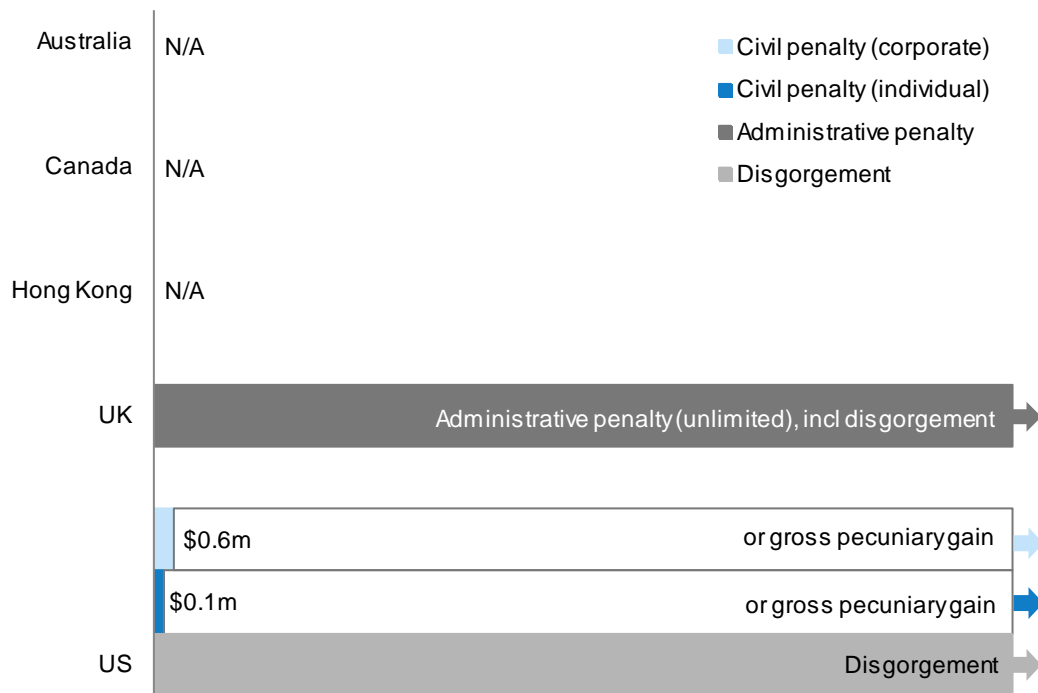 Australia
N/A
Civil penalty (corporate)
Civil penalty (individual)
Administrative penalty
Disgorgement
Canada
N/A
Hong Kong
N/A
UK
Administrative penalty (unlimited), incl disgorgement
$0.6m
or gross pecuniary gain
$0.1m
or gross pecuniary gain
US
Disgorgement